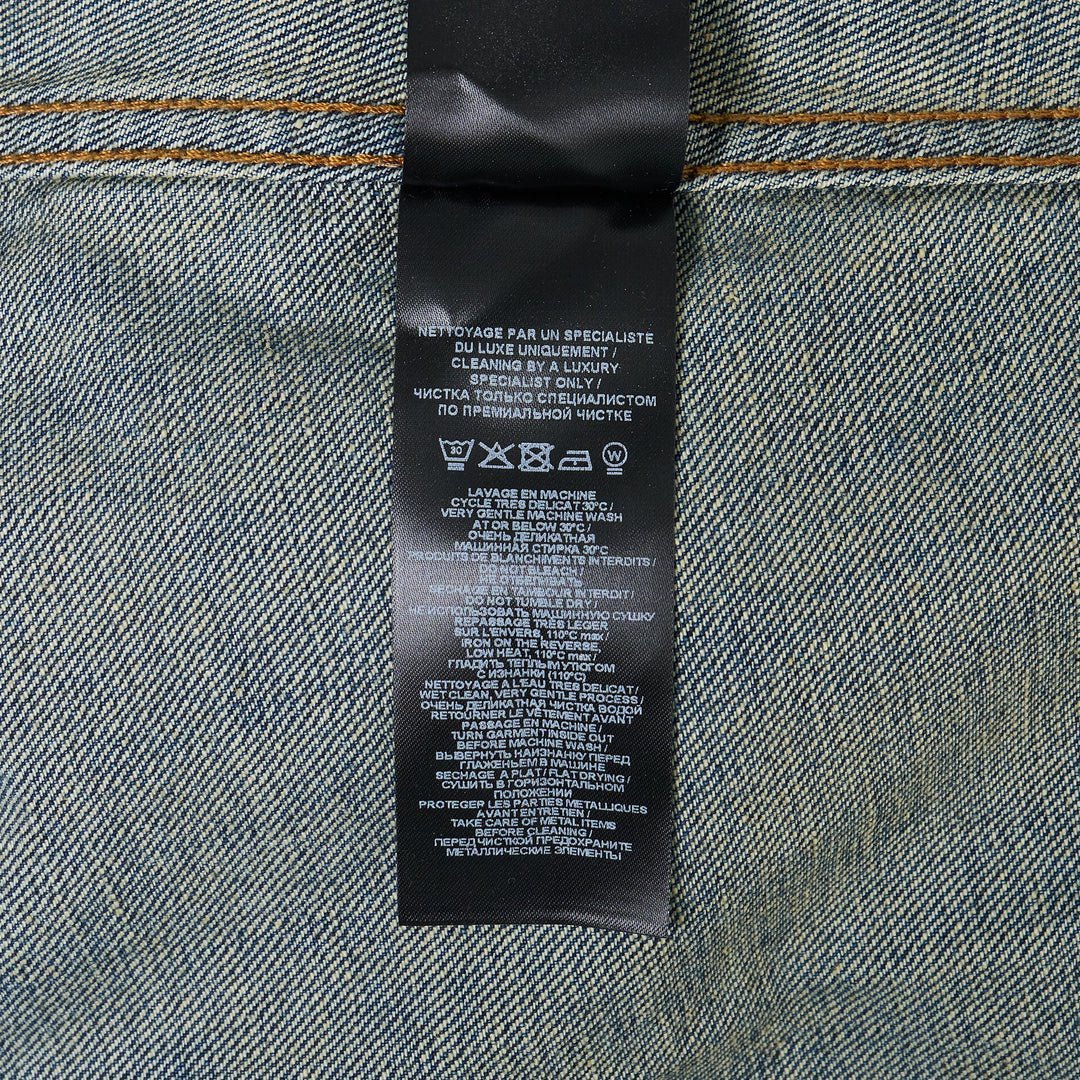 NETTOYAGE PAR UN SPECIALISTE
DU LUXE UNIQUEMENT /
CLEANING BY A LUXURY
SPECIALIST ONLY /
ЧИСТКА ТОЛЬКО СПЕЦИАЛИСТОМ
ПО ПРЕМИАЛЬНОЙ ЧИСТКЕ
30 W
LAVAGE EN MACHINE
CYCLE TRES DELICAT 30°C /
VERY GENTLE MACHINE WASH
AT OR BELOW 30°C /
ОЧЕНЬ ДЕЛИКАТНАЯ
МАШИННАЯ СТИРКА 30°C
PRODUITS DE BLANCHIMENTS INTERDITS /
DO NOT BLEACH /
НЕ ОТБЕЛИВАТЬ
SECHAGE EN TAMBOUR INTERDIT /
DO NOT TUMBLE DRY /
НЕ ИСПОЛЬЗОВАТЬ МАШИННУЮ СУШКУ
REPASSAGE TRES LEGER
SUR L'ENVERS, 110°C max /
IRON ON THE REVERSE,
LOW HEAT, 110°C max /
ГЛАДИТЬ ТЕПЛЫМ УТЮГОМ
С ИЗНАНКИ (110°C)
NETTOYAGE A L'EAU TRES DELICAT /
WET CLEAN, VERY GENTLE PROCESS /
ОЧЕНЬ ДЕЛИКАТНАЯ ЧИСТКА ВОДОЙ
RETOURNER LE VÊTEMENT AVANT
PASSAGE EN MACHINE /
TURN GARMENT INSIDE OUT
BEFORE MACHINE WASH /
ВЫВЕРНУТЬ НАИЗНАНКУ ПЕРЕД
ГЛАЖЕНЬЕМ В МАШИНЕ
SECHAGE A PLAT / FLAT DRYING /
СУШИТЬ В ГОРИЗОНТАЛЬНОМ
ПОЛОЖЕНИИ
PROTEGER LES PARTIES METALLIQUES
AVANT ENTRETIEN /
TAKE CARE OF METAL ITEMS
BEFORE CLEANING /
ПЕРЕД ЧИСТКОЙ ПРЕДОХРАНИТЕ
МЕТАЛЛИЧЕСКИЕ ЭЛЕМЕНТЫ